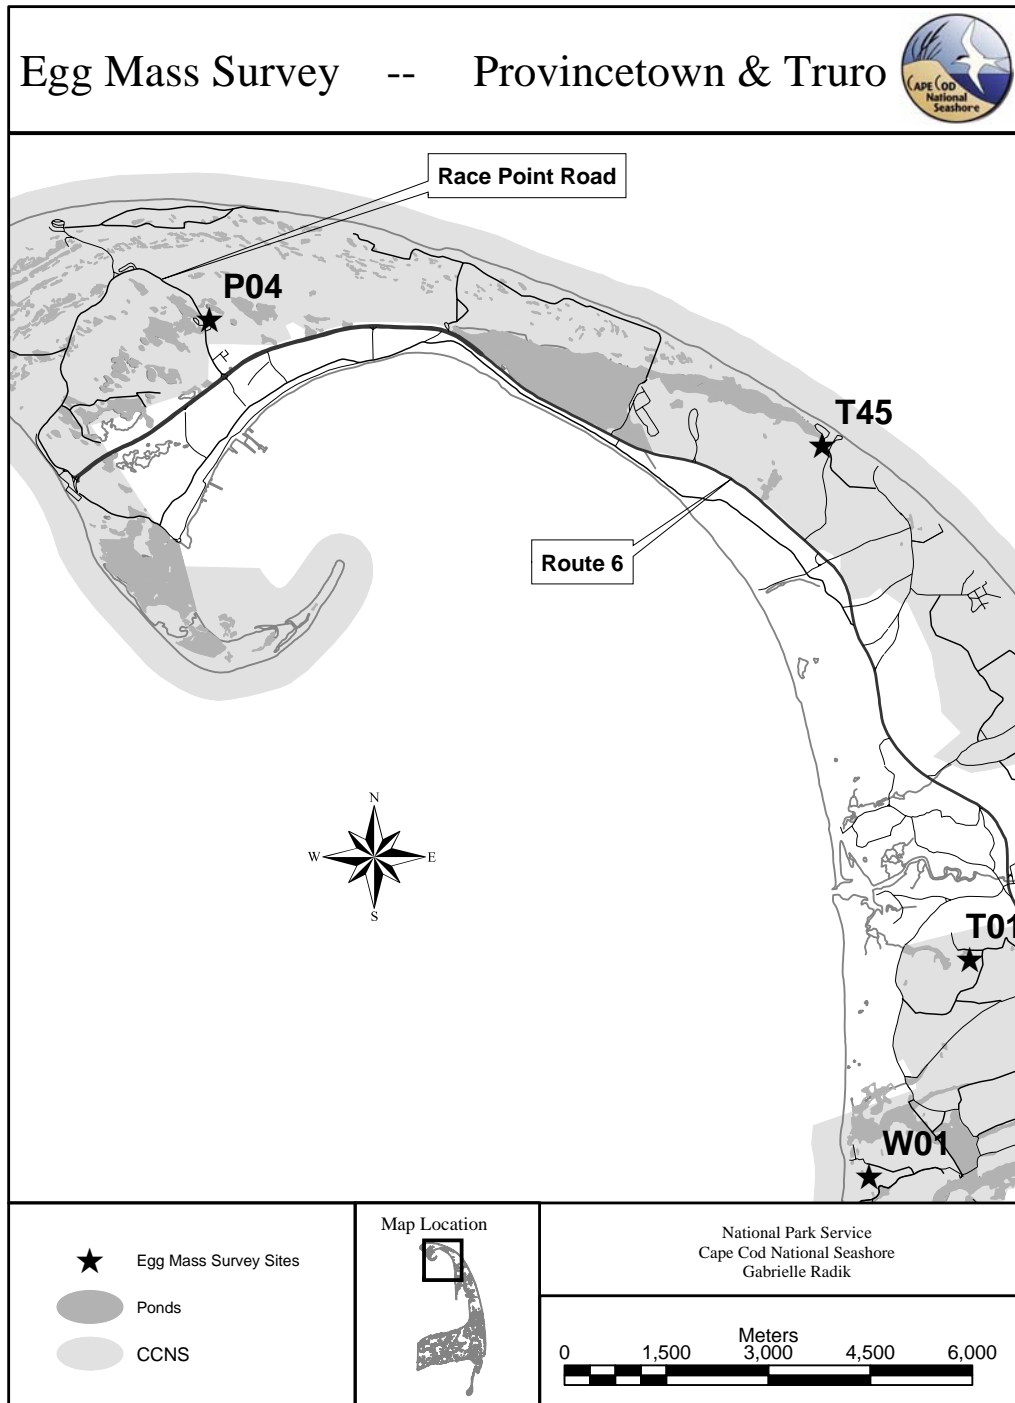 Egg Mass Survey -- Provincetown & Truro
CAPE COD
National
Seashore
Race Point Road
P04
T45
Route 6
N
W
E
S
T01
W01
Egg Mass Survey Sites
Ponds
CCNS
Map Location
National Park Service
Cape Cod National Seashore
Gabrielle Radik
Meters
0 1,500 3,000 4,500 6,000